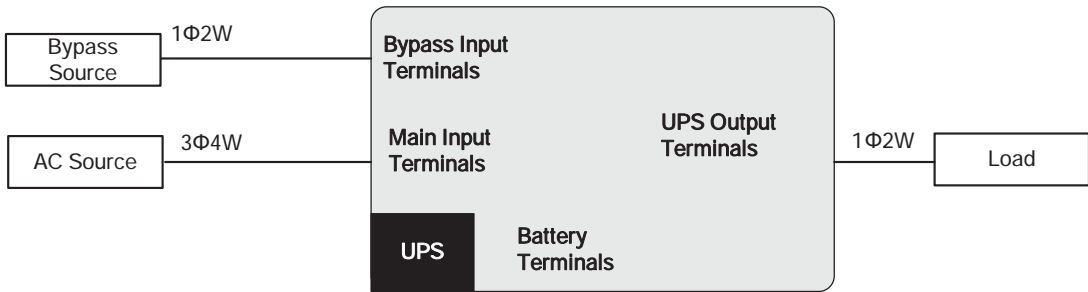 1Φ2W
Bypass
Source
Bypass Input
Terminals
3Φ4W
AC Source
Main Input
Terminals
UPS Output
Terminals
1Φ2W
Load
UPS
Battery
Terminals